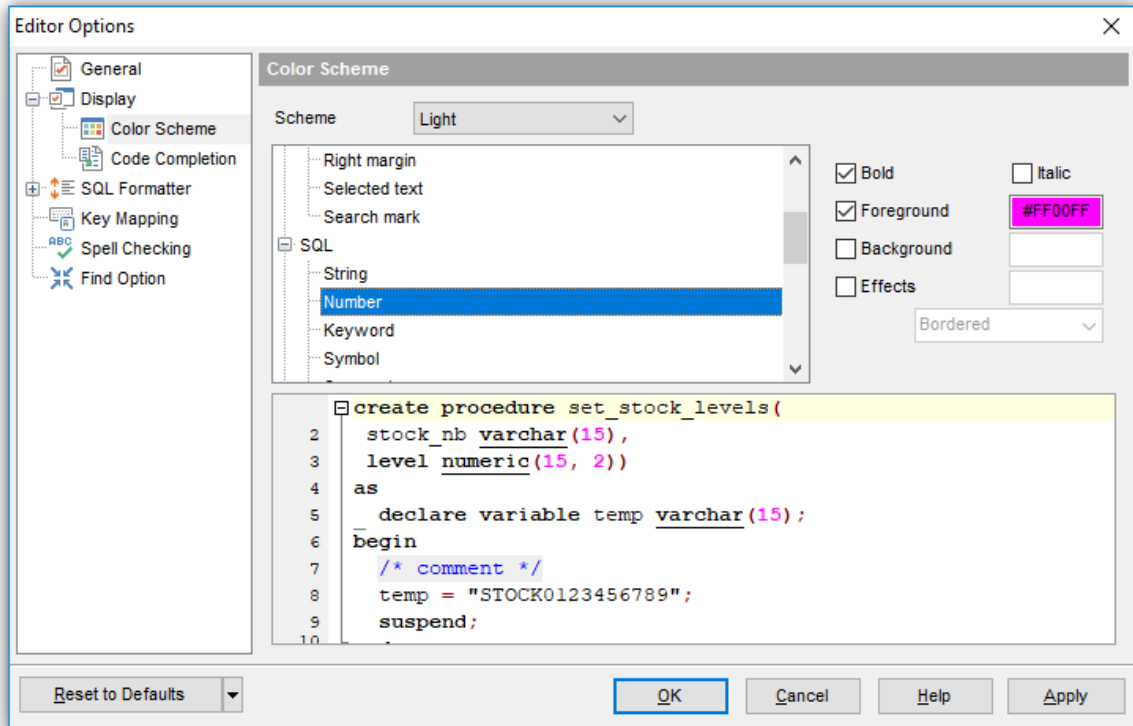 Editor Options
General
Display
Color Scheme
Code Completion
SQL Formatter
Key Mapping
ABC
Spell Checking
Find Option
Color Scheme
Scheme Light
Right margin
Selected text
Search mark
SQL
String
Number
Keyword
Symbol
Bold Italic
Foreground #FF00FF
Background
Effects
Bordered
create procedure set_stock_levels(
2 stock_nb varchar(15),
3 level numeric(15, 2))
4 as
5 _ declare variable temp varchar(15);
6 begin
7 /* comment */
8 temp = "STOCK0123456789";
9 suspend;
10
Reset to Defaults OK Cancel Help Apply